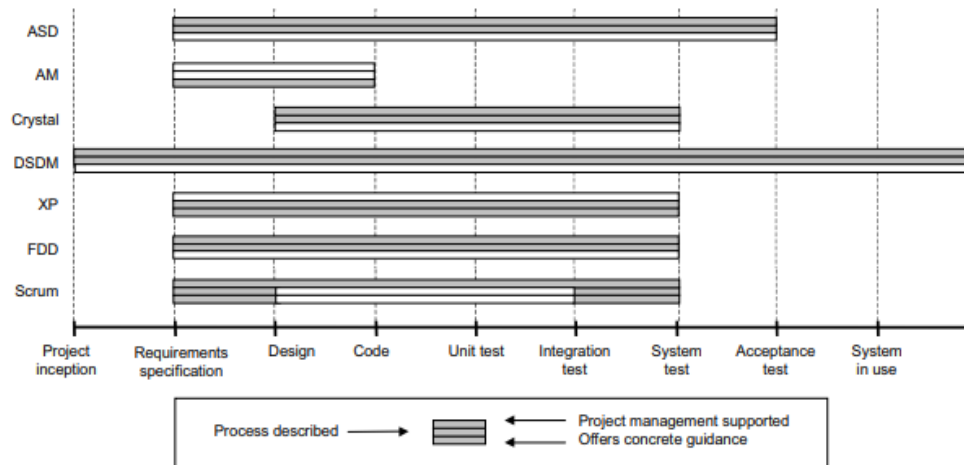 ASD
AM
Crystal
DSDM
XP
FDD
Scrum
Project
inception
Requirements
specification
Design
Code
Unit test
Integration
test
System
test
Acceptance
test
System
in use
Process described
Project management supported
Offers concrete guidance